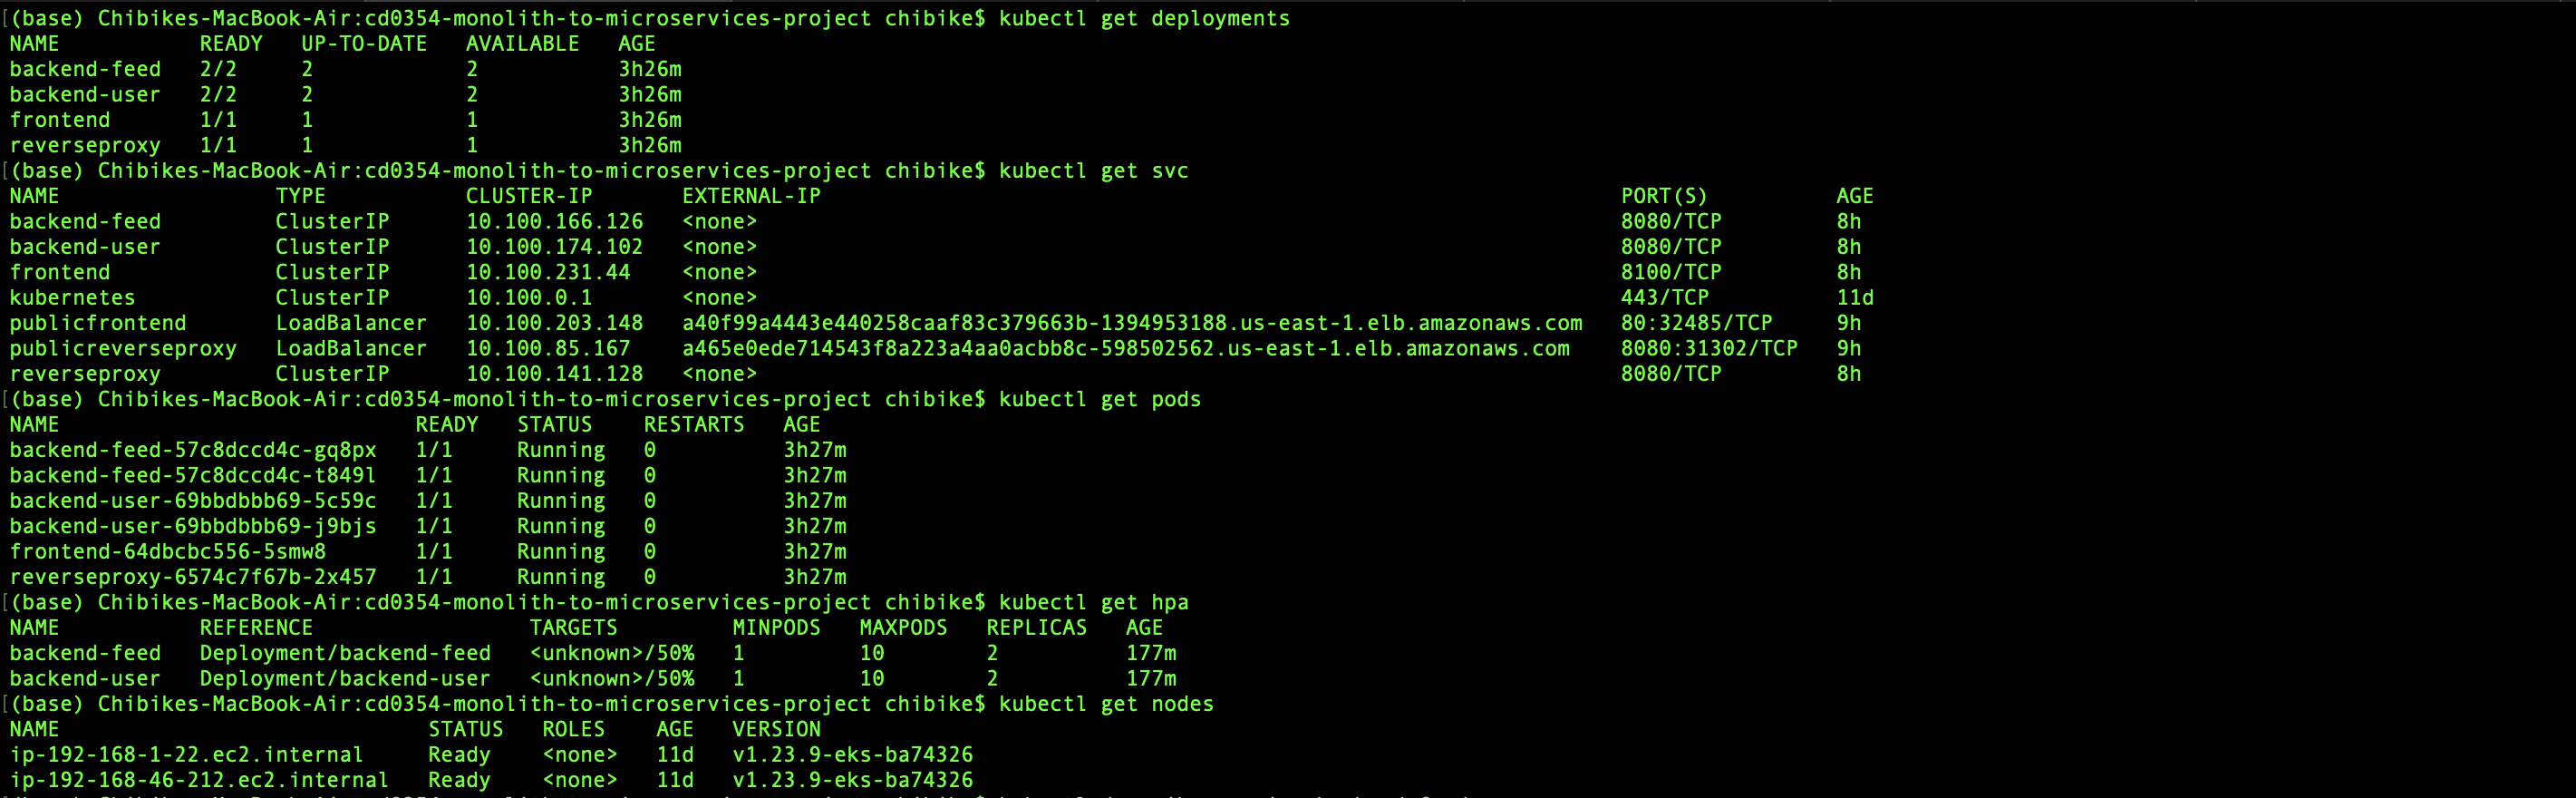 [(base) Chibikes-MacBook-Air:cd0354-monolith-to-microservices-project chibike$ kubectl get deployments
NAME READY UP-TO-DATE AVAILABLE AGE
backend-feed 2/2 2 2 3h26m
backend-user 2/2 2 2 3h26m
frontend 1/1 1 1 3h26m
reverseproxy 1/1 1 1 3h26m
[(base) Chibikes-MacBook-Air:cd0354-monolith-to-microservices-project chibike$ kubectl get svc
NAME TYPE CLUSTER-IP EXTERNAL-IP PORT(S) AGE
backend-feed ClusterIP 10.100.166.126 <none> 8080/TCP 8h
backend-user ClusterIP 10.100.174.102 <none> 8080/TCP 8h
frontend ClusterIP 10.100.231.44 <none> 8100/TCP 8h
kubernetes ClusterIP 10.100.0.1 <none> 443/TCP 11d
publicfrontend LoadBalancer 10.100.203.148 a40f99a4443e440258caaf83c379663b-1394953188.us-east-1.elb.amazonaws.com 80:32485/TCP 9h
publicreverseproxy LoadBalancer 10.100.85.167 a465e0ede714543f8a223a4aa0acbb8c-598502562.us-east-1.elb.amazonaws.com 8080:31302/TCP 9h
reverseproxy ClusterIP 10.100.141.128 <none> 8080/TCP 8h
[(base) Chibikes-MacBook-Air:cd0354-monolith-to-microservices-project chibike$ kubectl get pods
NAME READY STATUS RESTARTS AGE
backend-feed-57c8dccd4c-gq8px 1/1 Running 0 3h27m
backend-feed-57c8dccd4c-t849l 1/1 Running 0 3h27m
backend-user-69bbdbbb69-5c59c 1/1 Running 0 3h27m
backend-user-69bbdbbb69-j9bjs 1/1 Running 0 3h27m
frontend-64dbcbc556-5smw8 1/1 Running 0 3h27m
reverseproxy-6574c7f67b-2x457 1/1 Running 0 3h27m
[(base) Chibikes-MacBook-Air:cd0354-monolith-to-microservices-project chibike$ kubectl get hpa
NAME REFERENCE TARGETS MINPODS MAXPODS REPLICAS AGE
backend-feed Deployment/backend-feed <unknown>/50% 1 10 2 177m
backend-user Deployment/backend-user <unknown>/50% 1 10 2 177m
[(base) Chibikes-MacBook-Air:cd0354-monolith-to-microservices-project chibike$ kubectl get nodes
NAME STATUS ROLES AGE VERSION
ip-192-168-1-22.ec2.internal Ready <none> 11d v1.23.9-eks-ba74326
ip-192-168-46-212.ec2.internal Ready <none> 11d v1.23.9-eks-ba74326